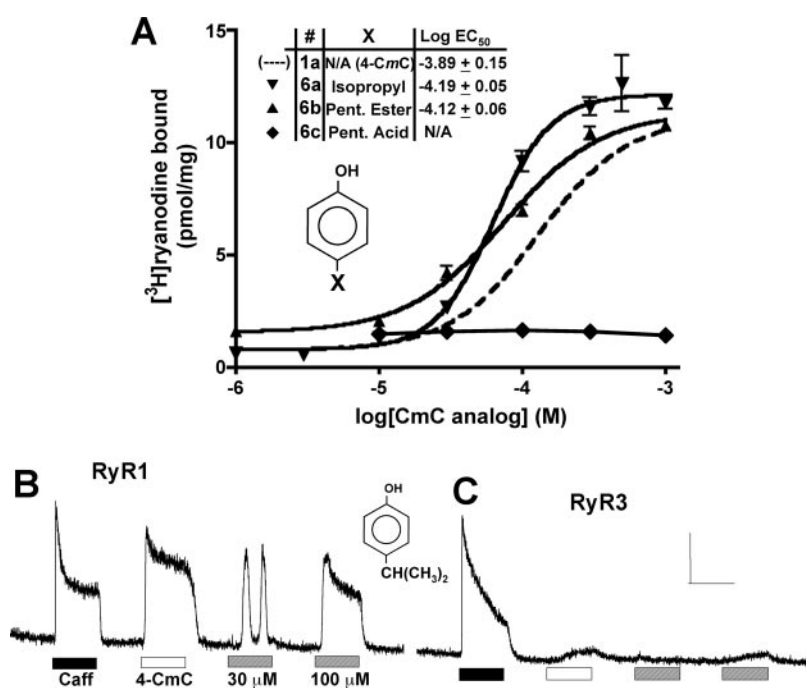 A
# X Log EC50
(----) 1a N/A (4-CmC) -3.89 ± 0.15
6a Isopropyl -4.19 ± 0.05
6b Pent. Ester -4.12 ± 0.06
6c Pent. Acid N/A
OH
X
[³H]ryanodine bound
(pmol/mg)
15
10
5
0
-6 -5 -4 -3
log[CmC analog] (M)
B
RyR1
OH
CH(CH₃)₂
Caff 4-CmC 30 µM 100 µM
C
RyR3